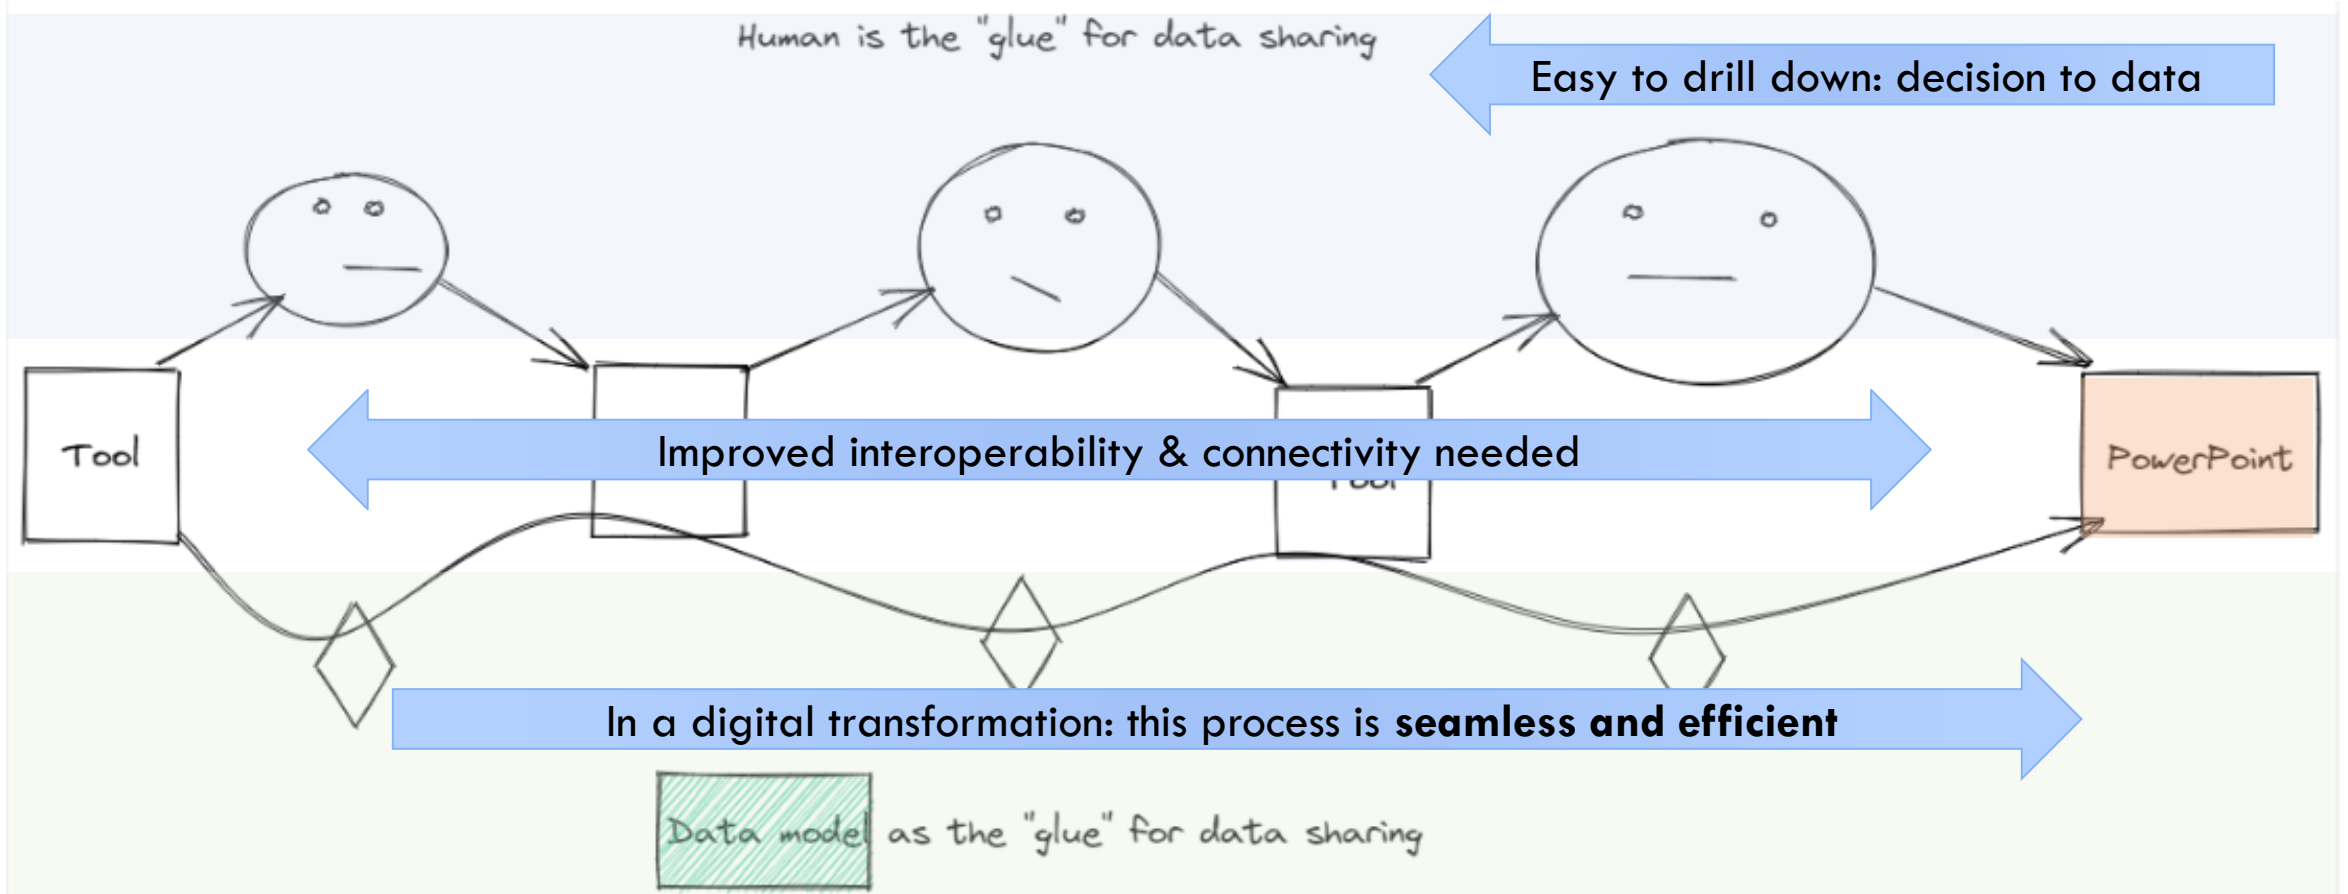 Human is the "glue" for data sharing
Easy to drill down: decision to data
Tool
Improved interoperability & connectivity needed
Tool
PowerPoint
In a digital transformation: this process is seamless and efficient
Data model as the "glue" for data sharing